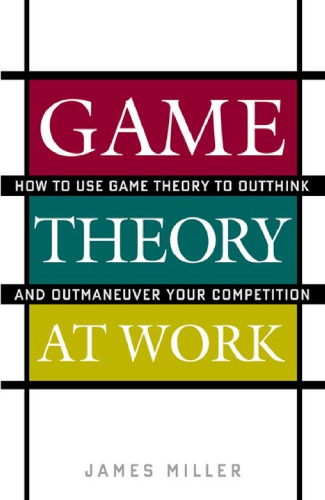 GAME
HOW TO USE GAME THEORY TO OUTTHINK
THEORY
AND OUTMANEUVER YOUR COMPETITION
AT WORK
JAMES MILLER